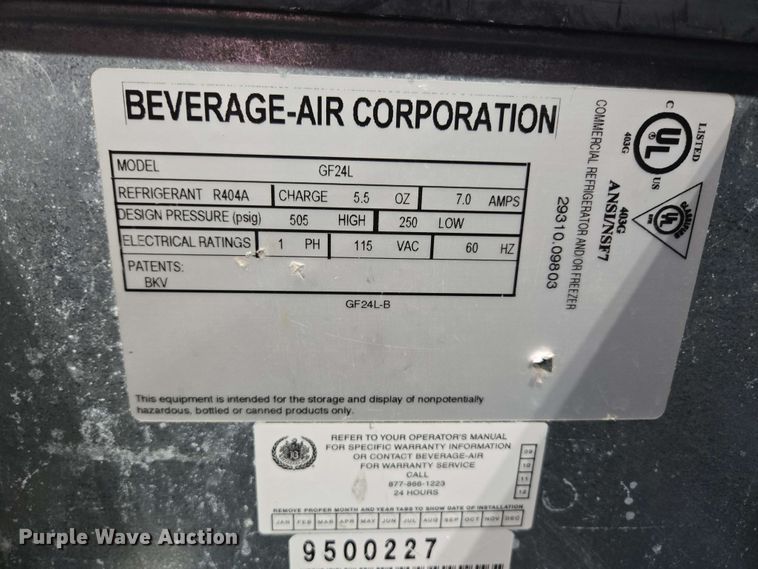 BEVERAGE-AIR CORPORATION
MODEL GF24L
REFRIGERANT R404A CHARGE 5.5 OZ 7.0 AMPS
DESIGN PRESSURE (psig) 505 HIGH 250 LOW
ELECTRICAL RATINGS 1 PH 115 VAC 60 HZ
PATENTS:
BKV
GF24L-B
This equipment is intended for the storage and display of nonpotentially
hazardous, bottled or canned products only.
29310.09803
COMMERCIAL REFRIGERATOR AND/OR FREEZER
403G
C UL US
LISTED
403G
ANSI/NSF7
UL
REFER TO YOUR OPERATOR'S MANUAL
FOR SPECIFIC WARRANTY INFORMATION
OR CONTACT BEVERAGE-AIR
FOR WARRANTY SERVICE
CALL
877-868-1223
24 HOURS
09
10
11
12
REMOVE PROPER MONTH AND YEAR TABS TO SHOW DATE OF INSTALLATION
JAN FEB MAR APR MAY JUN JUL AUG SEP OCT NOV DEC
9500227
Purple Wave Auction